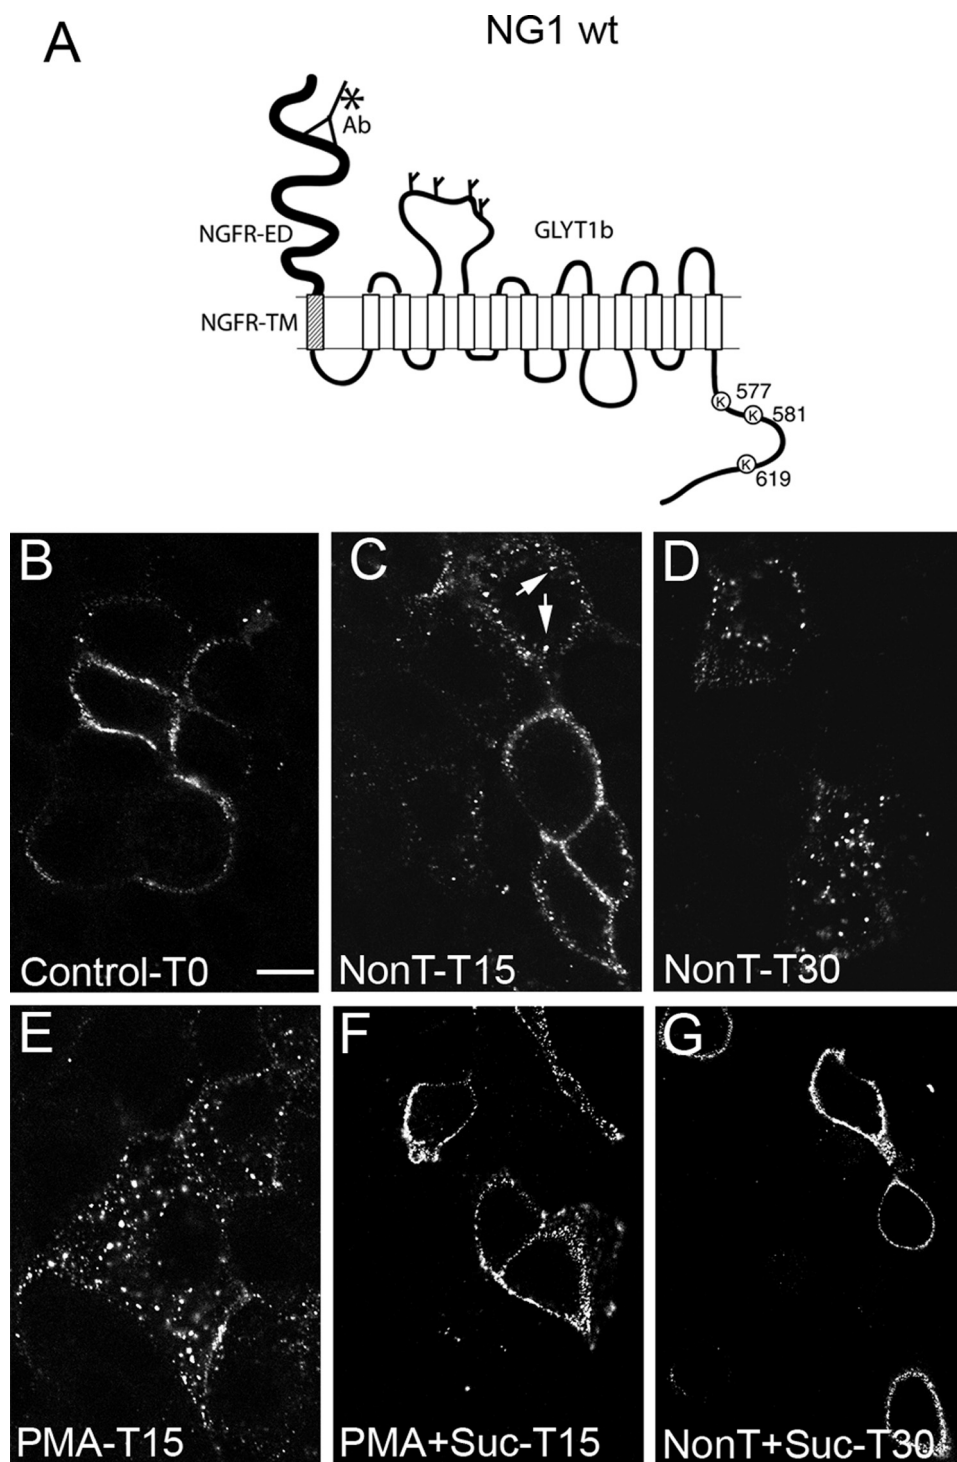 A
NG1 wt
*
Ab
NGFR-ED
GLYT1b
NGFR-TM
K 577
K 581
K 619
B
Control-T0
C
NonT-T15
D
NonT-T30
E
PMA-T15
F
PMA+Suc-T15
G
NonT+Suc-T30